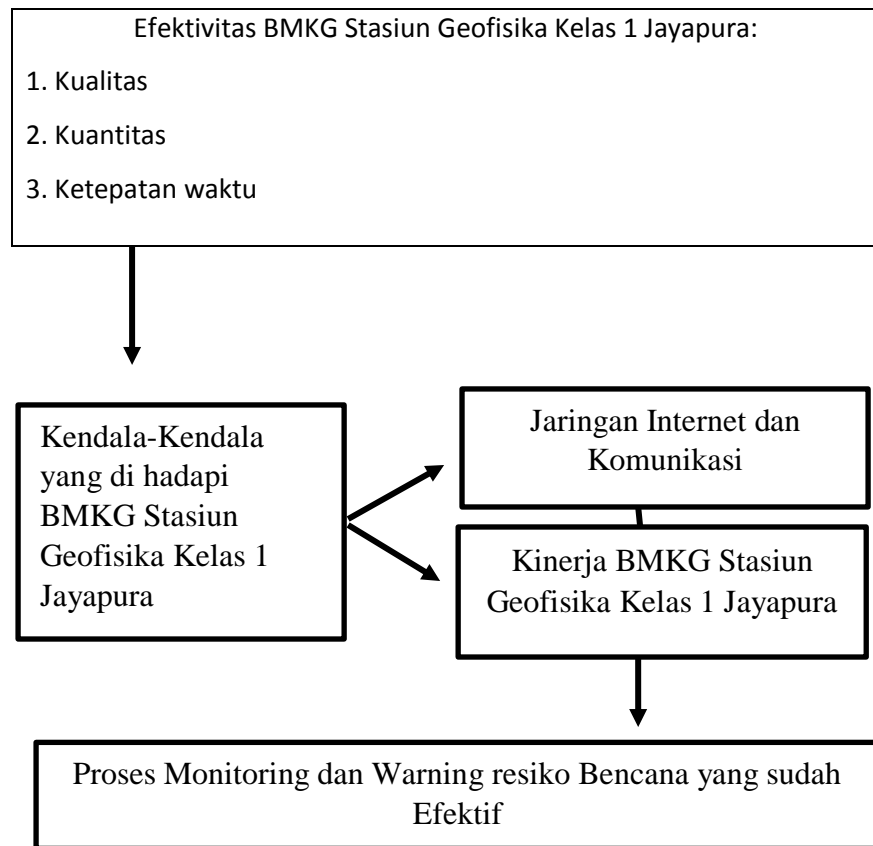 Efektivitas BMKG Stasiun Geofisika Kelas 1 Jayapura:
1. Kualitas
2. Kuantitas
3. Ketepatan waktu
Kendala-Kendala
yang di hadapi
BMKG Stasiun
Geofisika Kelas 1
Jayapura
Jaringan Internet dan
Komunikasi
Kinerja BMKG Stasiun
Geofisika Kelas 1 Jayapura
Proses Monitoring dan Warning resiko Bencana yang sudah
Efektif